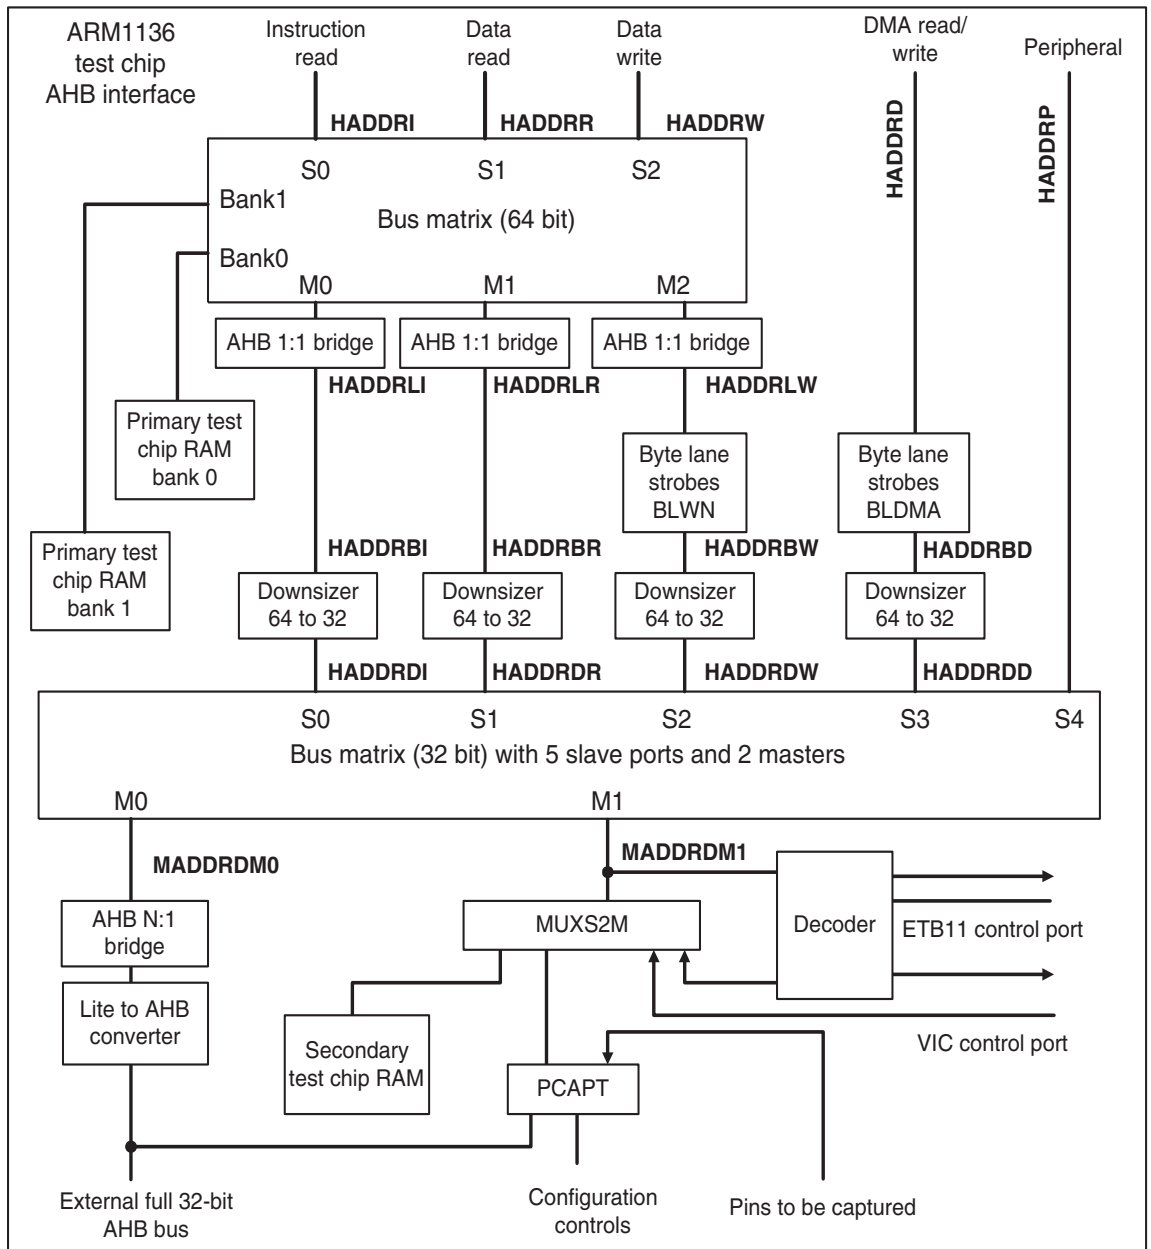 ARM1136
test chip
AHB interface
Instruction
read
Data
read
Data
write
DMA read/
write
Peripheral
HADDRI
HADDRR
HADDRW
HADDRD
HADDRP
S0
S1
S2
Bank1
Bus matrix (64 bit)
Bank0
M0
M1
M2
AHB 1:1 bridge
AHB 1:1 bridge
AHB 1:1 bridge
HADDRLI
HADDRLR
HADDRLW
Primary test
chip RAM
bank 0
Byte lane
strobes
BLWN
Byte lane
strobes
BLDMA
Primary test
chip RAM
bank 1
HADDRBI
HADDRBR
HADDRBW
HADDRBD
Downsizer
64 to 32
Downsizer
64 to 32
Downsizer
64 to 32
Downsizer
64 to 32
HADDRDI
HADDRDR
HADDRDW
HADDRDD
S0
S1
S2
S3
S4
Bus matrix (32 bit) with 5 slave ports and 2 masters
M0
M1
MADDRDM0
MADDRDM1
AHB N:1
bridge
MUXS2M
Decoder
ETB11 control port
Lite to AHB
converter
Secondary
test chip RAM
VIC control port
PCAPT
External full 32-bit
AHB bus
Configuration
controls
Pins to be captured